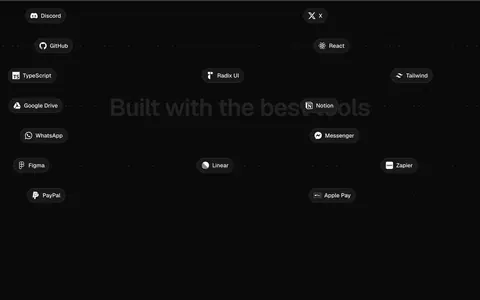 Discord X
GitHub React
TypeScript Radix UI Tailwind
Google Drive Notion
Built with the best tools
WhatsApp Messenger
Figma Linear Zapier
PayPal Apple Pay